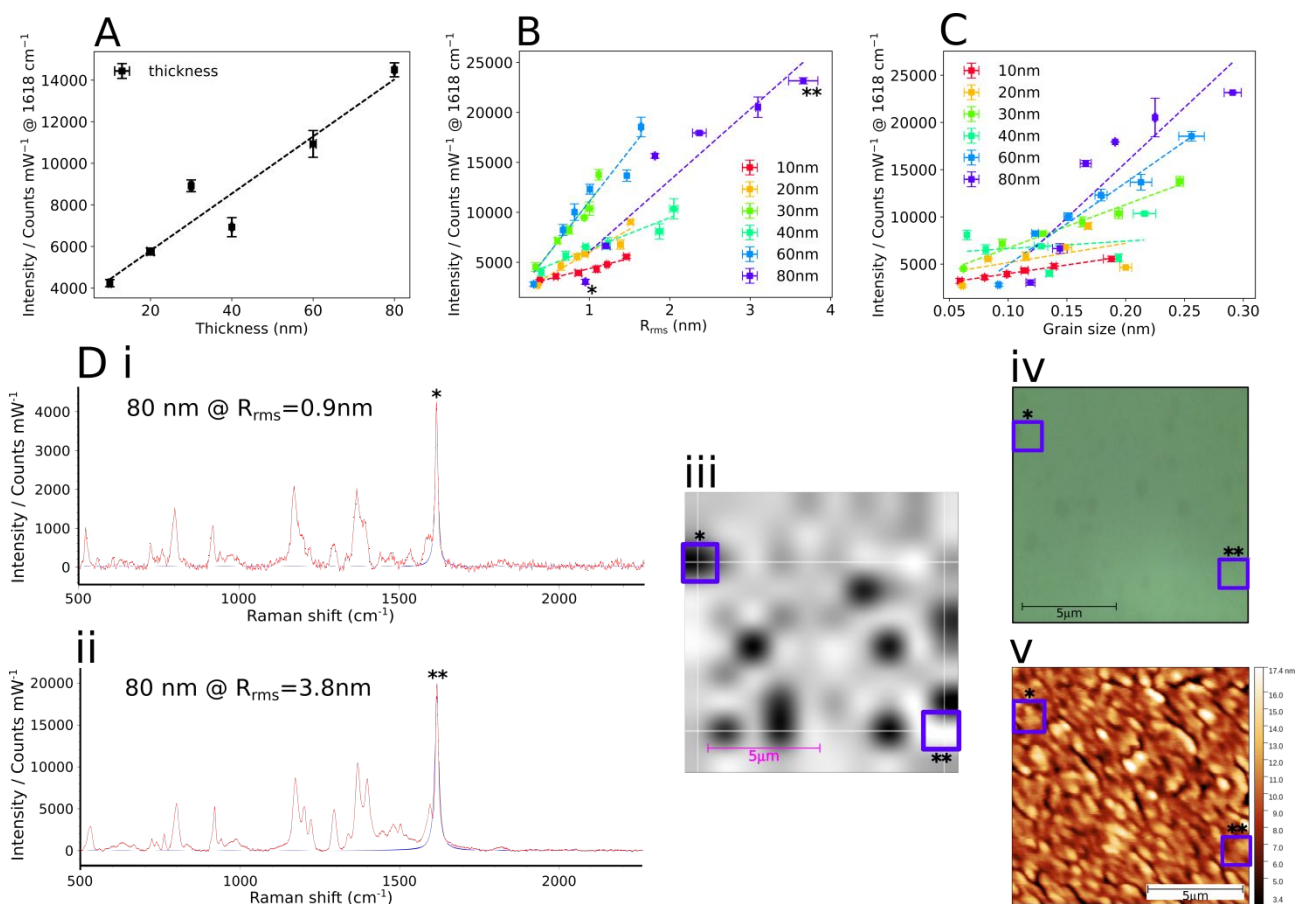 A
Intensity / Counts mW⁻¹ @ 1618 cm⁻¹
14000
12000
10000
8000
6000
4000
thickness
20
40
60
80
Thickness (nm)
B
Intensity / Counts mW⁻¹ @ 1618 cm⁻¹
25000
20000
15000
10000
5000
**
*
10nm
20nm
30nm
40nm
60nm
80nm
1
2
3
4
Rrms (nm)
C
Intensity / Counts mW⁻¹ @ 1618 cm⁻¹
25000
20000
15000
10000
5000
10nm
20nm
30nm
40nm
60nm
80nm
0.05
0.10
0.15
0.20
0.25
0.30
Grain size (nm)
D i
Intensity / Counts mW⁻¹
4000
3000
2000
1000
0
80 nm @ Rrms=0.9nm
*
500
1000
1500
2000
Raman shift (cm⁻¹)
ii
Intensity / Counts mW⁻¹
20000
15000
10000
5000
0
80 nm @ Rrms=3.8nm
**
500
1000
1500
2000
Raman shift (cm⁻¹)
iii
*
**
5μm
iv
*
**
5μm
v
*
**
5μm
17.4 nm
16.0
15.0
14.0
13.0
12.0
11.0
10.0
9.0
8.0
7.0
6.0
5.0
3.4